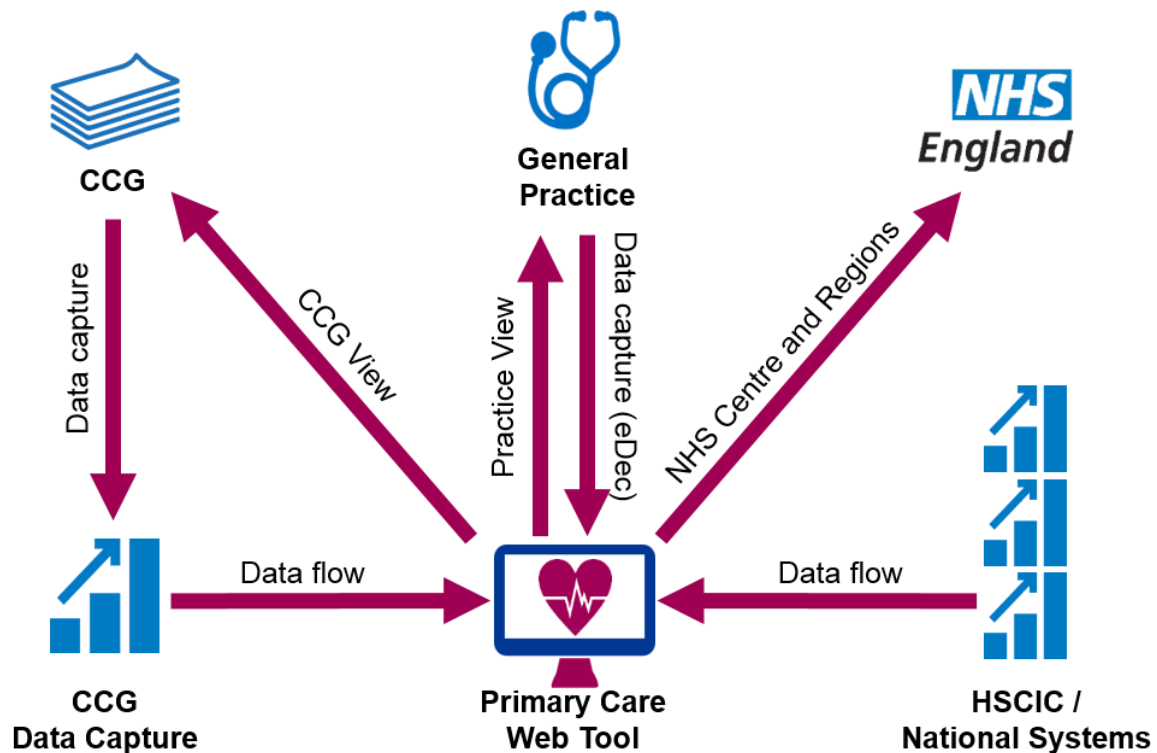 NHS
England
CCG
General
Practice
Data capture
CCG View
Practice View
Data capture (eDec)
NHS Centre and Regions
Data flow
Data flow
CCG
Data Capture
Primary Care
Web Tool
HSCIC /
National Systems